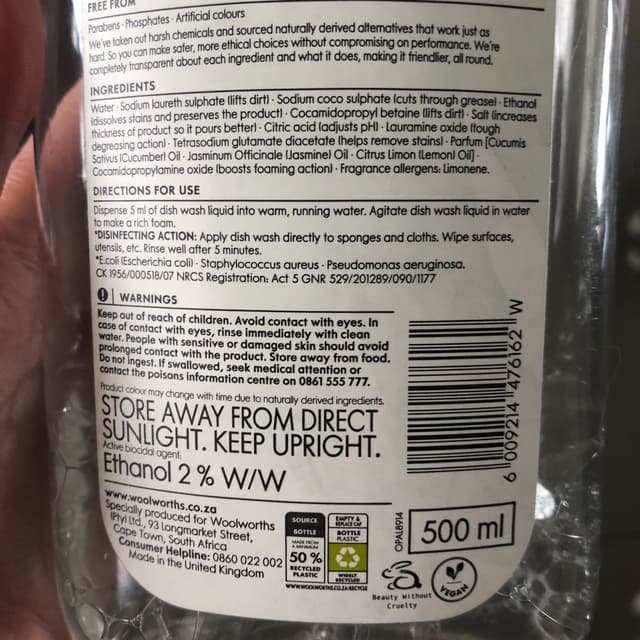 FREE FROM
Parabens · Phosphates · Artificial colours
We've taken out harsh chemicals and sourced naturally derived alternatives that work just as
hard. So you can make safer, more ethical choices without compromising on performance. We're
completely transparent about each ingredient and what it does, making it friendlier, all round.
INGREDIENTS
Water · Sodium laureth sulphate (lifts dirt) · Sodium coco sulphate (cuts through grease) · Ethanol
(dissolves stains and preserves the product) · Cocamidopropyl betaine (lifts dirt) · Salt (increases
thickness of product so it pours better) · Citric acid (adjusts pH) · Lauramine oxide (tough
degreasing action) · Tetrasodium glutamate diacetate (helps remove stains) · Parfum [Cucumis
Sativus (Cucumber) Oil · Jasminum Officinale (Jasmine) Oil · Citrus Limon (Lemon) Oil] ·
Cocamidopropylamine oxide (boosts foaming action) · Fragrance allergens: Limonene.
DIRECTIONS FOR USE
Dispense 5 ml of dish wash liquid into warm, running water. Agitate dish wash liquid in water
to make a rich foam.
*DISINFECTING ACTION: Apply dish wash directly to sponges and cloths. Wipe surfaces,
utensils, etc. Rinse well after 5 minutes.
*E.coli (Escherichia coli) · Staphylococcus aureus · Pseudomonas aeruginosa.
CK 1956/000518/07 NRCS Registration: Act 5 GNR 529/201289/090/1177
! WARNINGS
Keep out of reach of children. Avoid contact with eyes. In
case of contact with eyes, rinse immediately with clean
water. People with sensitive or damaged skin should avoid
prolonged contact with the product. Store away from food.
Do not ingest. If swallowed, seek medical attention or
contact the poisons information centre on 0861 555 777.
Product colour may change with time due to naturally derived ingredients.
STORE AWAY FROM DIRECT
SUNLIGHT. KEEP UPRIGHT.
Active biocidal agent:
Ethanol 2 % W/W
6 009214 476162 W
www.woolworths.co.za
Specially produced for Woolworths
(Pty) Ltd., 93 Longmarket Street,
Cape Town, South Africa
Consumer Helpline: 0860 022 002
Made in the United Kingdom
SOURCE
BOTTLE
MADE FROM
A MINIMUM
50 %
RECYCLED
PLASTIC
EMPTY &
REPLACE CAP
BOTTLE
PLASTIC
WIDELY
RECYCLED
WWW.WOOLWORTHS.CO.ZA/RECYCLE
OPAL8914
500 ml
Beauty Without
Cruelty
VEGAN